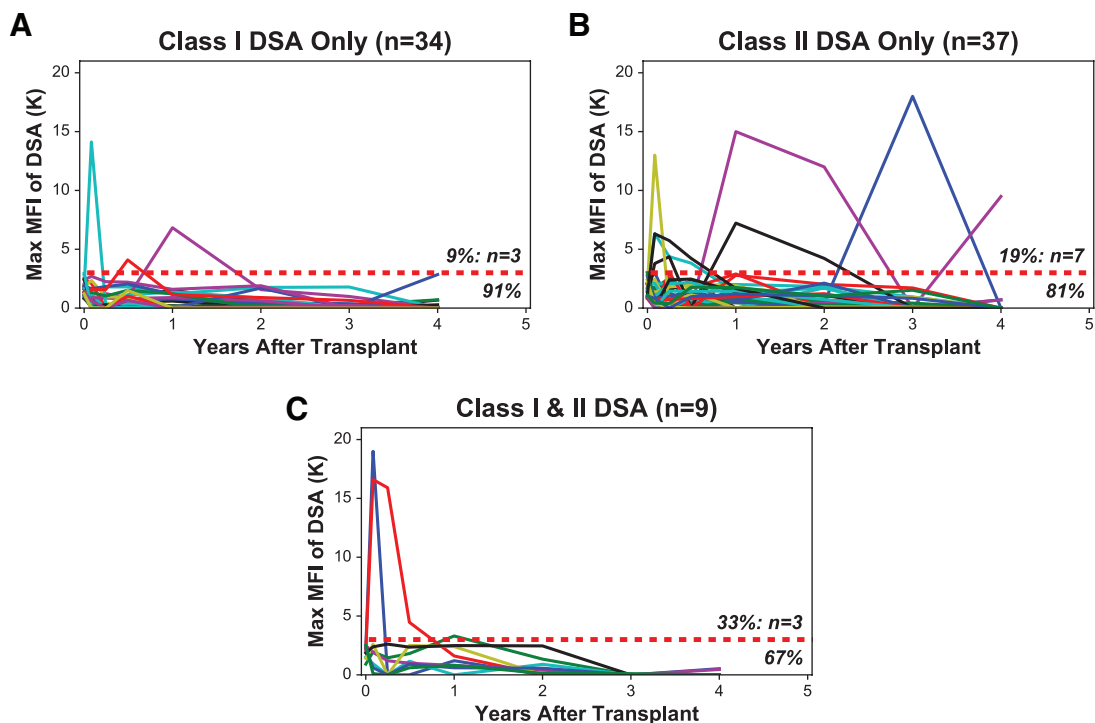 A
Class I DSA Only (n=34)
Max MFI of DSA (K)
20
15
10
5
0
9%: n=3
91%
0 1 2 3 4 5
Years After Transplant
B
Class II DSA Only (n=37)
Max MFI of DSA (K)
20
15
10
5
0
19%: n=7
81%
0 1 2 3 4 5
Years After Transplant
C
Class I & II DSA (n=9)
Max MFI of DSA (K)
20
15
10
5
0
33%: n=3
67%
0 1 2 3 4 5
Years After Transplant